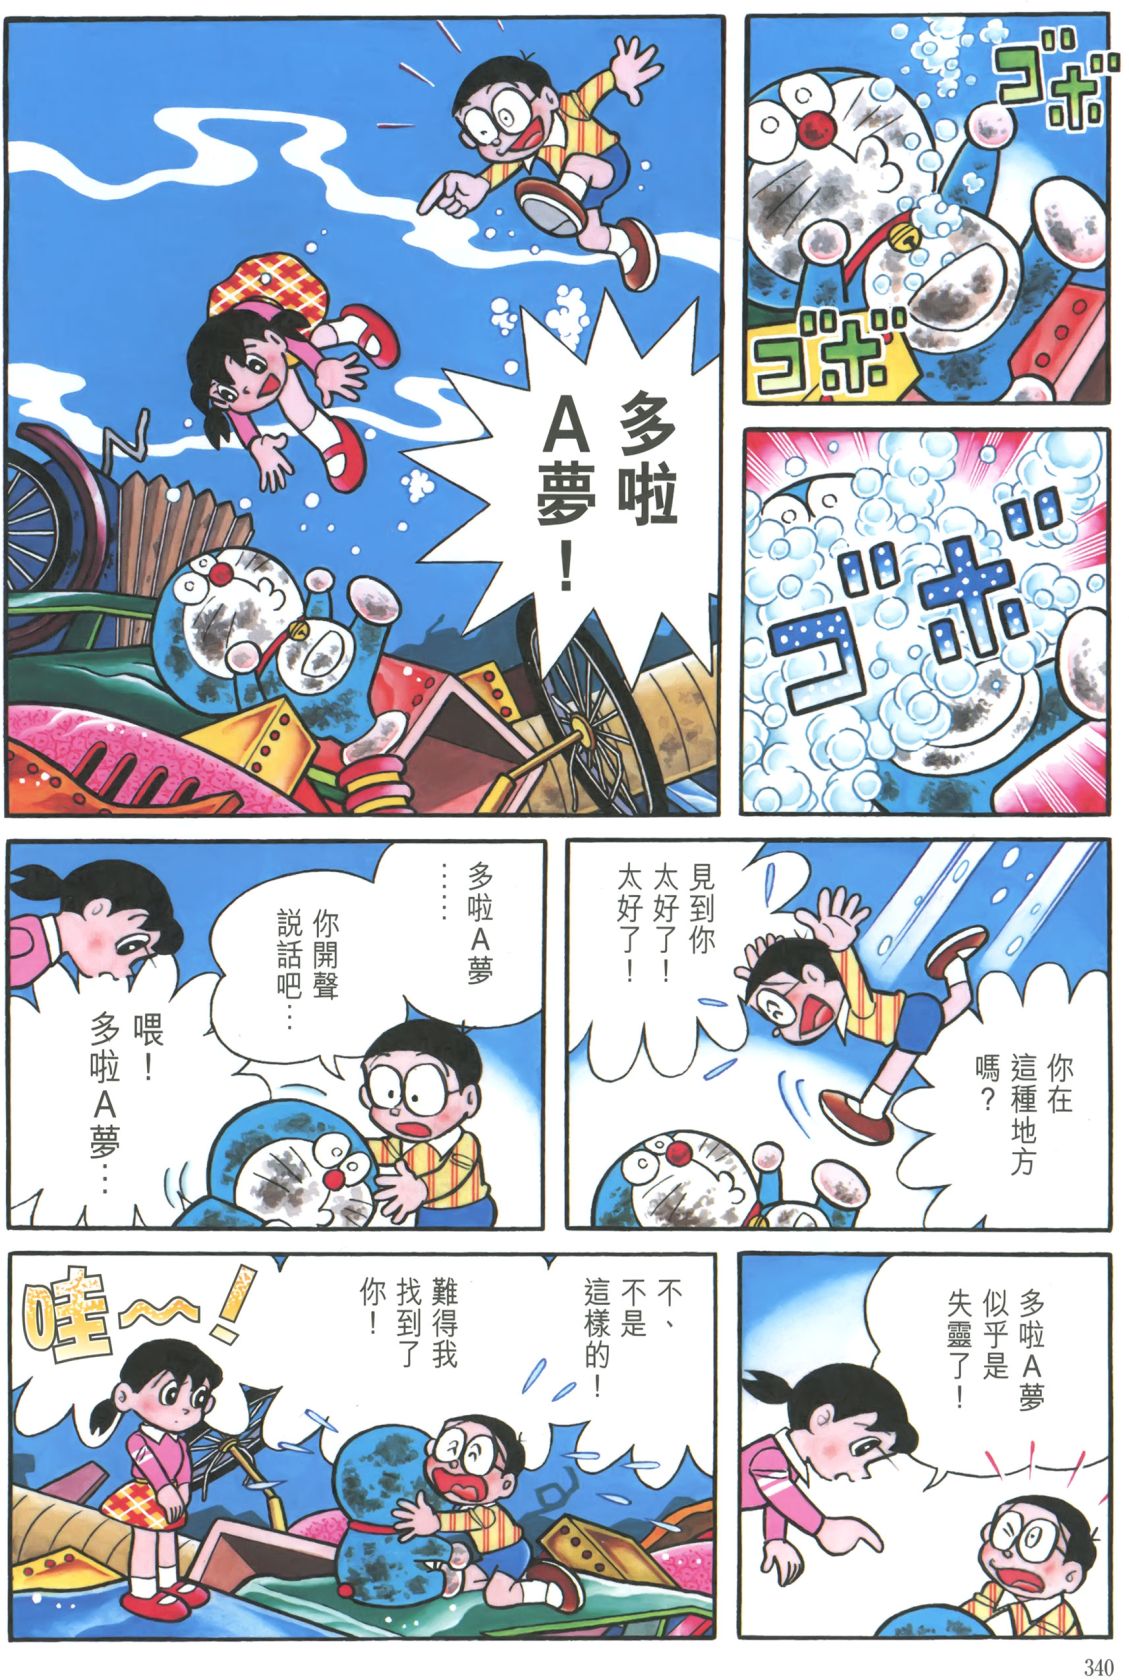 ゴボ
ゴボ
ゴボ
多啦
A夢！
見到你
太好了！
太好了！
你在
這種地方
嗎？
多啦A夢
……
你開聲
說話吧…
喂！
多啦A夢…
多啦A夢
似乎是
失靈了！
不、
不是
這樣的！
難得我
找到了
你！
哇～！
340